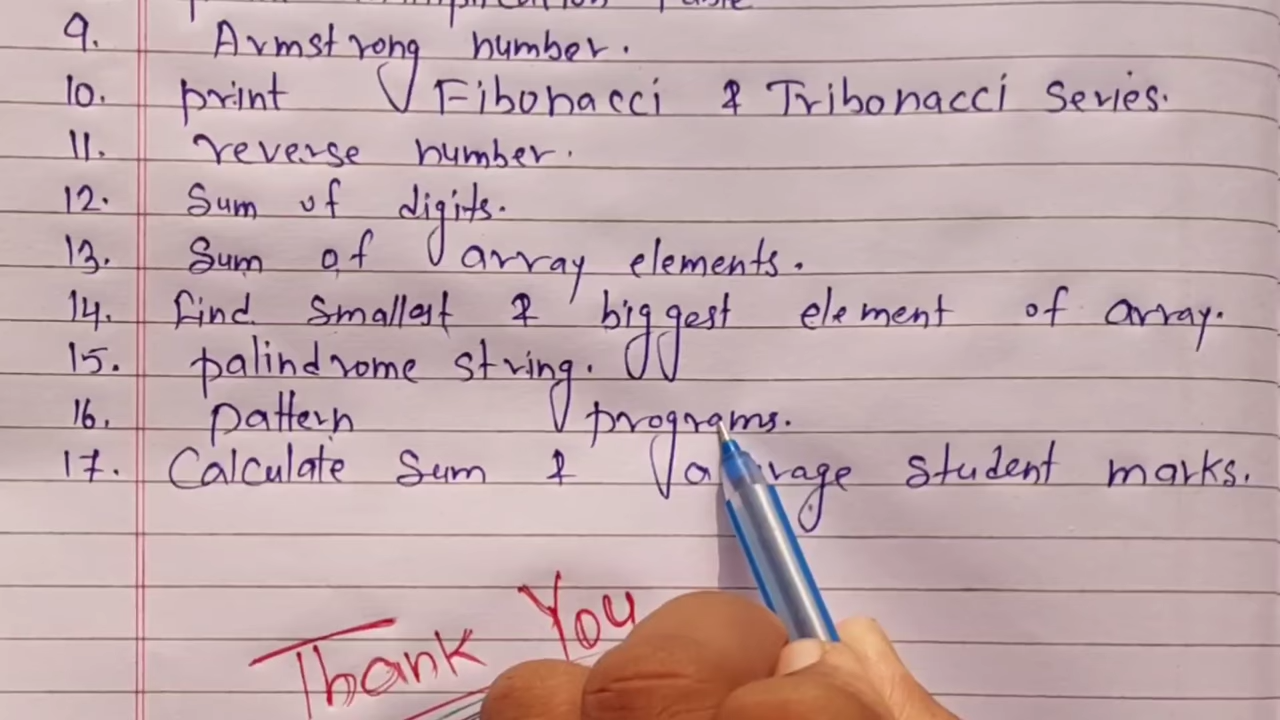 Table
9. Armstrong number.
10. print Fibonacci & Tribonacci Series.
11. reverse number.
12. Sum of digits.
13. Sum of array elements.
14. find smallest & biggest element of array.
15. palindrome string.
16. pattern programs.
17. Calculate Sum & average student marks.
Thank You